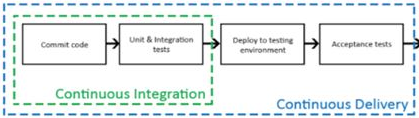 Commit code
Unit & Integration
tests
Deploy to testing
environment
Acceptance tests
Continuous Integration
Continuous Delivery